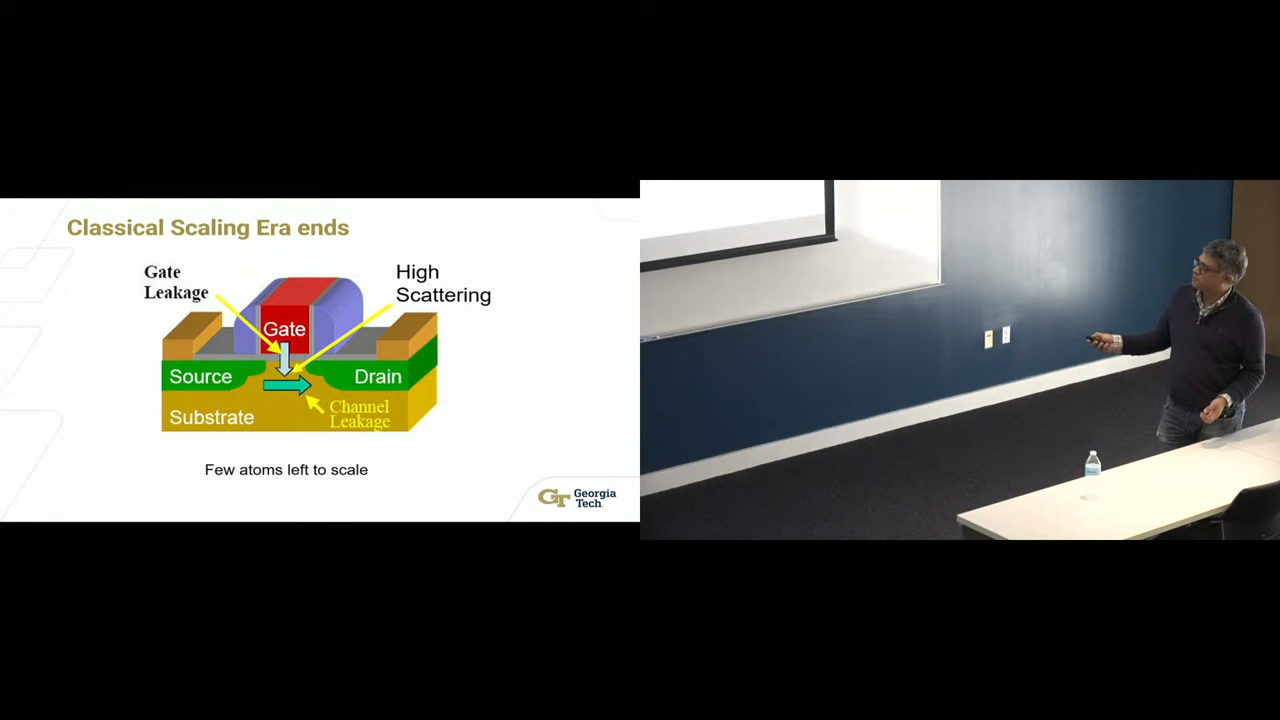 Classical Scaling Era ends
Gate
Leakage
High
Scattering
Gate
Source
Drain
Substrate
Channel
Leakage
Few atoms left to scale
GT Georgia
Tech